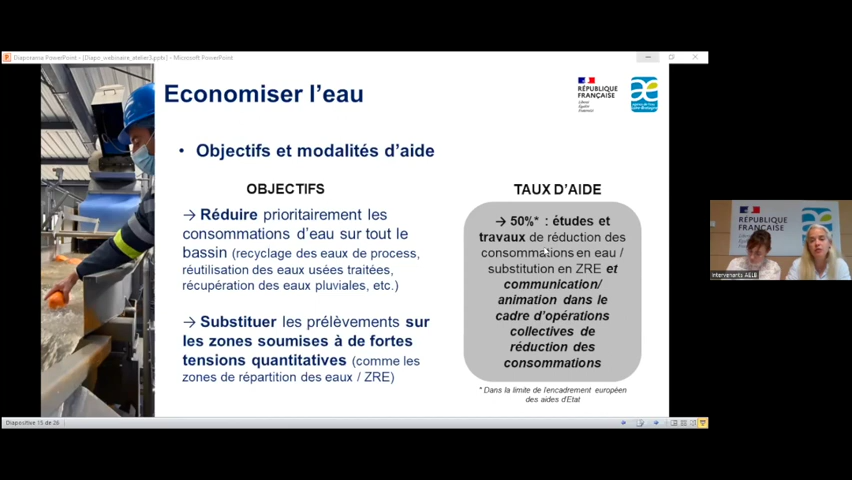 Diaporama PowerPoint - [Diapo_webinaire_atelier3.pptx] - Microsoft PowerPoint
Economiser l'eau
RÉPUBLIQUE
FRANÇAISE
Liberté
Égalité
Fraternité
• Objectifs et modalités d'aide
OBJECTIFS
→ Réduire prioritairement les
consommations d'eau sur tout le
bassin (recyclage des eaux de process,
réutilisation des eaux usées traitées,
récupération des eaux pluviales, etc.)
→ Substituer les prélèvements sur
les zones soumises à de fortes
tensions quantitatives (comme les
zones de répartition des eaux / ZRE)
TAUX D'AIDE
→ 50%* : études et
travaux de réduction des
consommations en eau /
substitution en ZRE et
communication/
animation dans le
cadre d'opérations
collectives de
réduction des
consommations
* Dans la limite de l'encadrement européen
des aides d'Etat
Diapositive 15 de 26
RÉPUBLIQUE
FRANÇAISE
Intervenants AELB